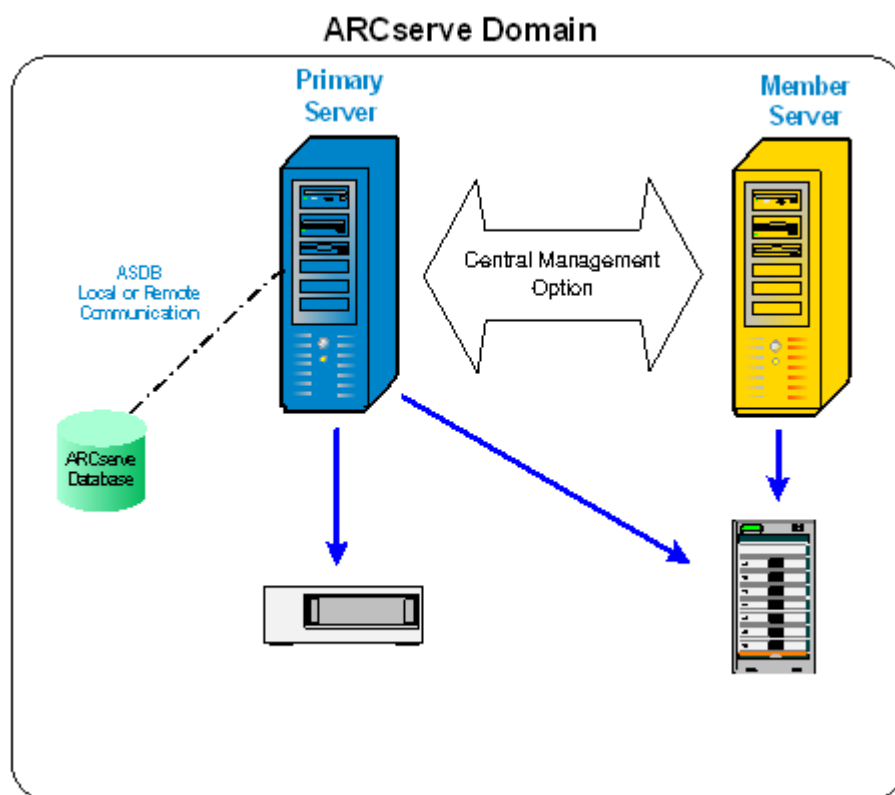 ARCserve Domain
Primary
Server
Member
Server
Central Management
Option
ASDB
Local or Remote
Communication
ARCserve
Database